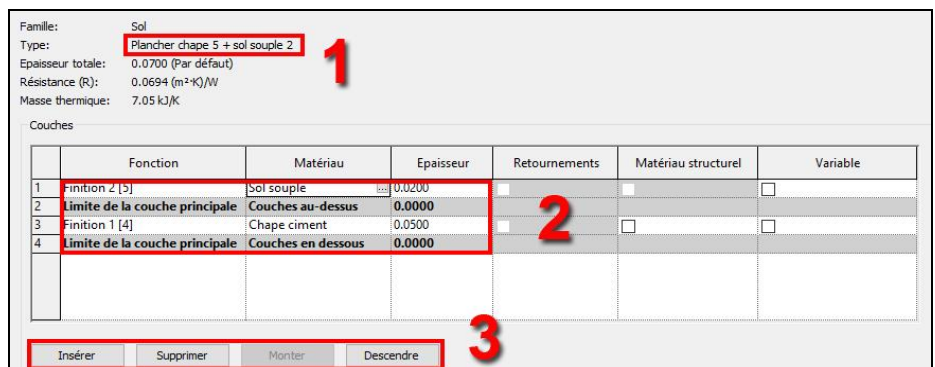 Famille: Sol
Type: Plancher chape 5 + sol souple 2
Epaisseur totale: 0.0700 (Par défaut)
Résistance (R): 0.0694 (m²·K)/W
Masse thermique: 7.05 kJ/K
1
Couches
Fonction Matériau Epaisseur Retournements Matériau structurel Variable
1 Finition 2 [5] Sol souple ... 0.0200
2 Limite de la couche principale Couches au-dessus 0.0000
3 Finition 1 [4] Chape ciment 0.0500
4 Limite de la couche principale Couches en dessous 0.0000
2
Insérer Supprimer Monter Descendre
3